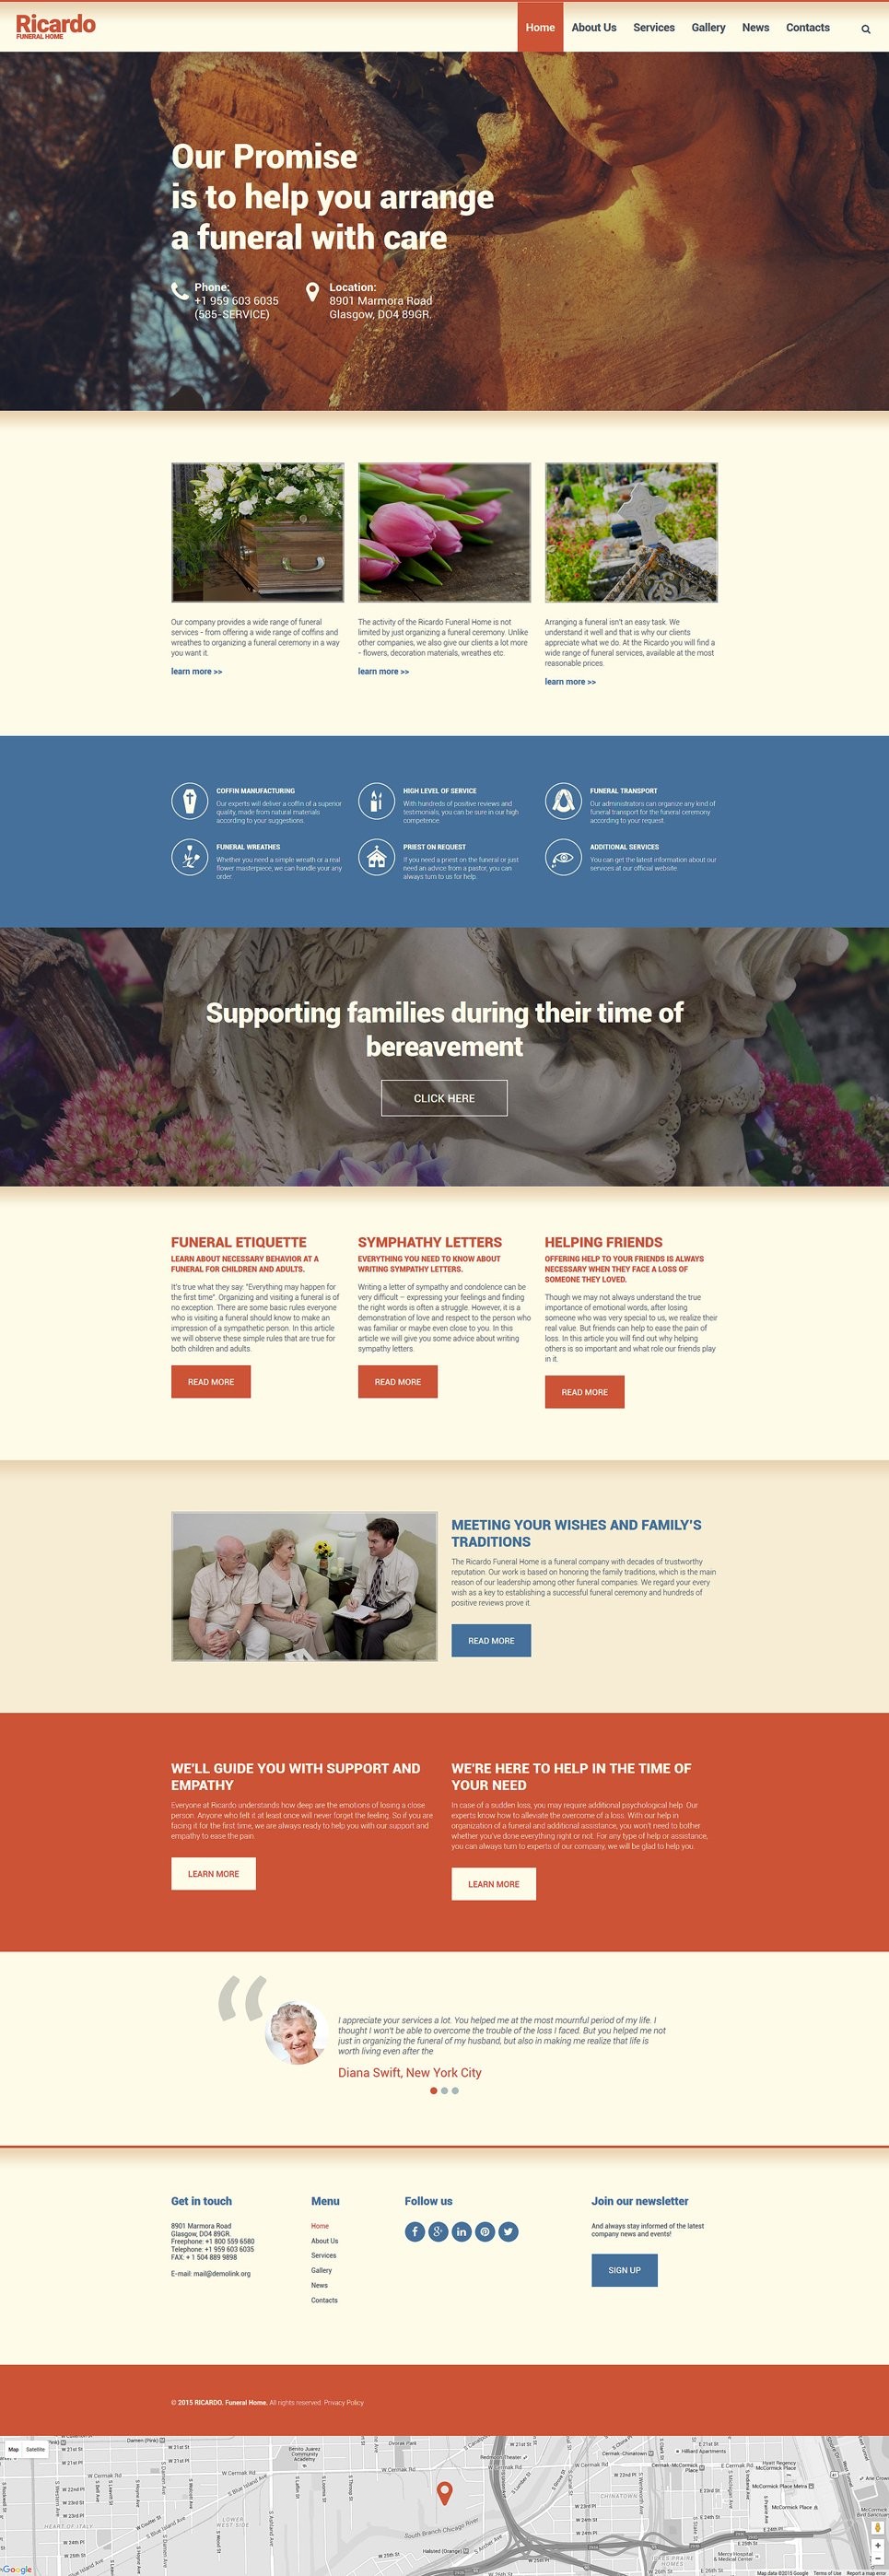 Ricardo
FUNERAL HOME
Home About Us Services Gallery News Contacts
Our Promise
is to help you arrange
a funeral with care
Phone:
+1 959 603 6035
(585-SERVICE)
Location:
8901 Marmora Road
Glasgow, DO4 89GR.
Our company provides a wide range of funeral
services - from offering a wide range of coffins and
wreathes to organizing a funeral ceremony in a way
you want it.
learn more >>
The activity of the Ricardo Funeral Home is not
limited by just organizing a funeral ceremony. Unlike
other companies, we also give our clients a lot more
- flowers, decoration materials, wreathes etc.
learn more >>
Arranging a funeral isn't an easy task. We
understand it well and that is why our clients
appreciate what we do. At the Ricardo you will find a
wide range of funeral services, available at the most
reasonable prices.
learn more >>
COFFIN MANUFACTURING
Our experts will deliver a coffin of a superior
quality, made from natural materials
according to your suggestions.
HIGH LEVEL OF SERVICE
With hundreds of positive reviews and
testimonials, you can be sure in our high
competence.
FUNERAL TRANSPORT
Our administrators can organize any kind of
funeral transport for the funeral ceremony
according to your request.
FUNERAL WREATHES
Whether you need a simple wreath or a real
flower masterpiece, we can handle your any
order.
PRIEST ON REQUEST
If you need a priest on the funeral or just
need an advice from a pastor, you can
always turn to us for help.
ADDITIONAL SERVICES
You can get the latest information about our
services at our official website.
Supporting families during their time of
bereavement
CLICK HERE
FUNERAL ETIQUETTE
LEARN ABOUT NECESSARY BEHAVIOR AT A
FUNERAL FOR CHILDREN AND ADULTS.
It's true what they say: "Everything may happen for
the first time". Organizing and visiting a funeral is of
no exception. There are some basic rules everyone
who is visiting a funeral should know to make an
impression of a sympathetic person. In this article
we will observe these simple rules that are true for
both children and adults.
READ MORE
SYMPHATHY LETTERS
EVERYTHING YOU NEED TO KNOW ABOUT
WRITING SYMPATHY LETTERS.
Writing a letter of sympathy and condolence can be
very difficult – expressing your feelings and finding
the right words is often a struggle. However, it is a
demonstration of love and respect to the person who
was familiar or maybe even close to you. In this
article we will give you some advice about writing
sympathy letters.
READ MORE
HELPING FRIENDS
OFFERING HELP TO YOUR FRIENDS IS ALWAYS
NECESSARY WHEN THEY FACE A LOSS OF
SOMEONE THEY LOVED.
Though we may not always understand the true
importance of emotional words, after losing
someone who was very special to us, we realize their
real value. But friends can help to ease the pain of
loss. In this article you will find out why helping
others is so important and what role our friends play
in it.
READ MORE
MEETING YOUR WISHES AND FAMILY'S
TRADITIONS
The Ricardo Funeral Home is a funeral company with decades of trustworthy
reputation. Our work is based on honoring the family traditions, which is the main
reason of our leadership among other funeral companies. We regard your every
wish as a key to establishing a successful funeral ceremony and hundreds of
positive reviews prove it.
READ MORE
WE'LL GUIDE YOU WITH SUPPORT AND
EMPATHY
Everyone at Ricardo understands how deep are the emotions of losing a close
person. Anyone who felt it at least once will never forget the feeling. So if you are
facing it for the first time, we are always ready to help you with our support and
empathy to ease the pain.
LEARN MORE
WE'RE HERE TO HELP IN THE TIME OF
YOUR NEED
In case of a sudden loss, you may require additional psychological help. Our
experts know how to alleviate the overcome of a loss. With our help in
organization of a funeral and additional assistance, you won't need to bother
whether you've done everything right or not. For any type of help or assistance,
you can always turn to experts of our company, we will be glad to help you.
LEARN MORE
I appreciate your services a lot. You helped me at the most mournful period of my life. I
thought I won't be able to overcome the trouble of the loss I faced. But you helped me not
just in organizing the funeral of my husband, but also in making me realize that life is
worth living even after the
Diana Swift, New York City
Get in touch
8901 Marmora Road
Glasgow, DO4 89GR.
Freephone: +1 800 559 6580
Telephone: +1 959 603 6035
FAX: + 1 504 889 9898
E-mail: mail@demolink.org
Menu
Home
About Us
Services
Gallery
News
Contacts
Follow us
Join our newsletter
And always stay informed of the latest
company news and events!
SIGN UP
© 2015 RICARDO. Funeral Home. All rights reserved. Privacy Policy
Map Satellite
Benito Juarez
Community
Academy
W Cermak Rd
S Blue Island Ave
HEART OF ITALY
LOWER
WEST SIDE
South Branch Chicago River
CHINATOWN
Hilliard Apartments
Hyatt Regency
McCormick Place
McCormick Place Metra
McCormick Place
Mercy Hospital
& Medical Center
Halsted (Orange)
Google
Map data ©2015 Google Terms of Use Report a map error